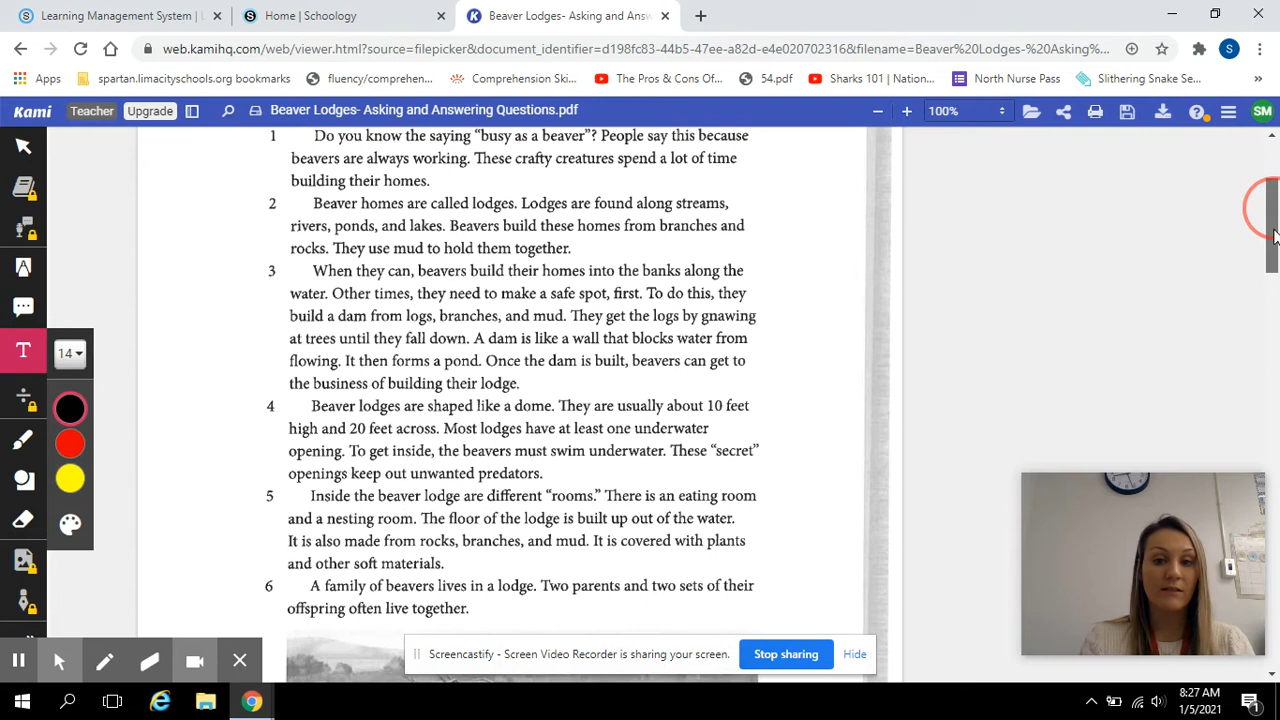 Learning Management System | L
Home | Schoology
Beaver Lodges- Asking and Answ
web.kamihq.com/web/viewer.html?source=filepicker&document_identifier=d198fc83-44b5-47ee-a82d-e4e020702316&filename=Beaver%20Lodges-%20Asking%...
S
Apps
spartan.limacityschools.org bookmarks
fluency/comprehen...
Comprehension Ski...
The Pros & Cons Of...
54.pdf
Sharks 101 | Nation...
North Nurse Pass
Slithering Snake Se...
»
Kami
Teacher
Upgrade
Beaver Lodges- Asking and Answering Questions.pdf
100%
SM
1 Do you know the saying “busy as a beaver”? People say this because
beavers are always working. These crafty creatures spend a lot of time
building their homes.
2 Beaver homes are called lodges. Lodges are found along streams,
rivers, ponds, and lakes. Beavers build these homes from branches and
rocks. They use mud to hold them together.
3 When they can, beavers build their homes into the banks along the
water. Other times, they need to make a safe spot, first. To do this, they
build a dam from logs, branches, and mud. They get the logs by gnawing
at trees until they fall down. A dam is like a wall that blocks water from
flowing. It then forms a pond. Once the dam is built, beavers can get to
the business of building their lodge.
4 Beaver lodges are shaped like a dome. They are usually about 10 feet
high and 20 feet across. Most lodges have at least one underwater
opening. To get inside, the beavers must swim underwater. These “secret”
openings keep out unwanted predators.
5 Inside the beaver lodge are different “rooms.” There is an eating room
and a nesting room. The floor of the lodge is built up out of the water.
It is also made from rocks, branches, and mud. It is covered with plants
and other soft materials.
6 A family of beavers lives in a lodge. Two parents and two sets of their
offspring often live together.
T
14
Screencastify - Screen Video Recorder is sharing your screen.
Stop sharing
Hide
8:27 AM
1/5/2021